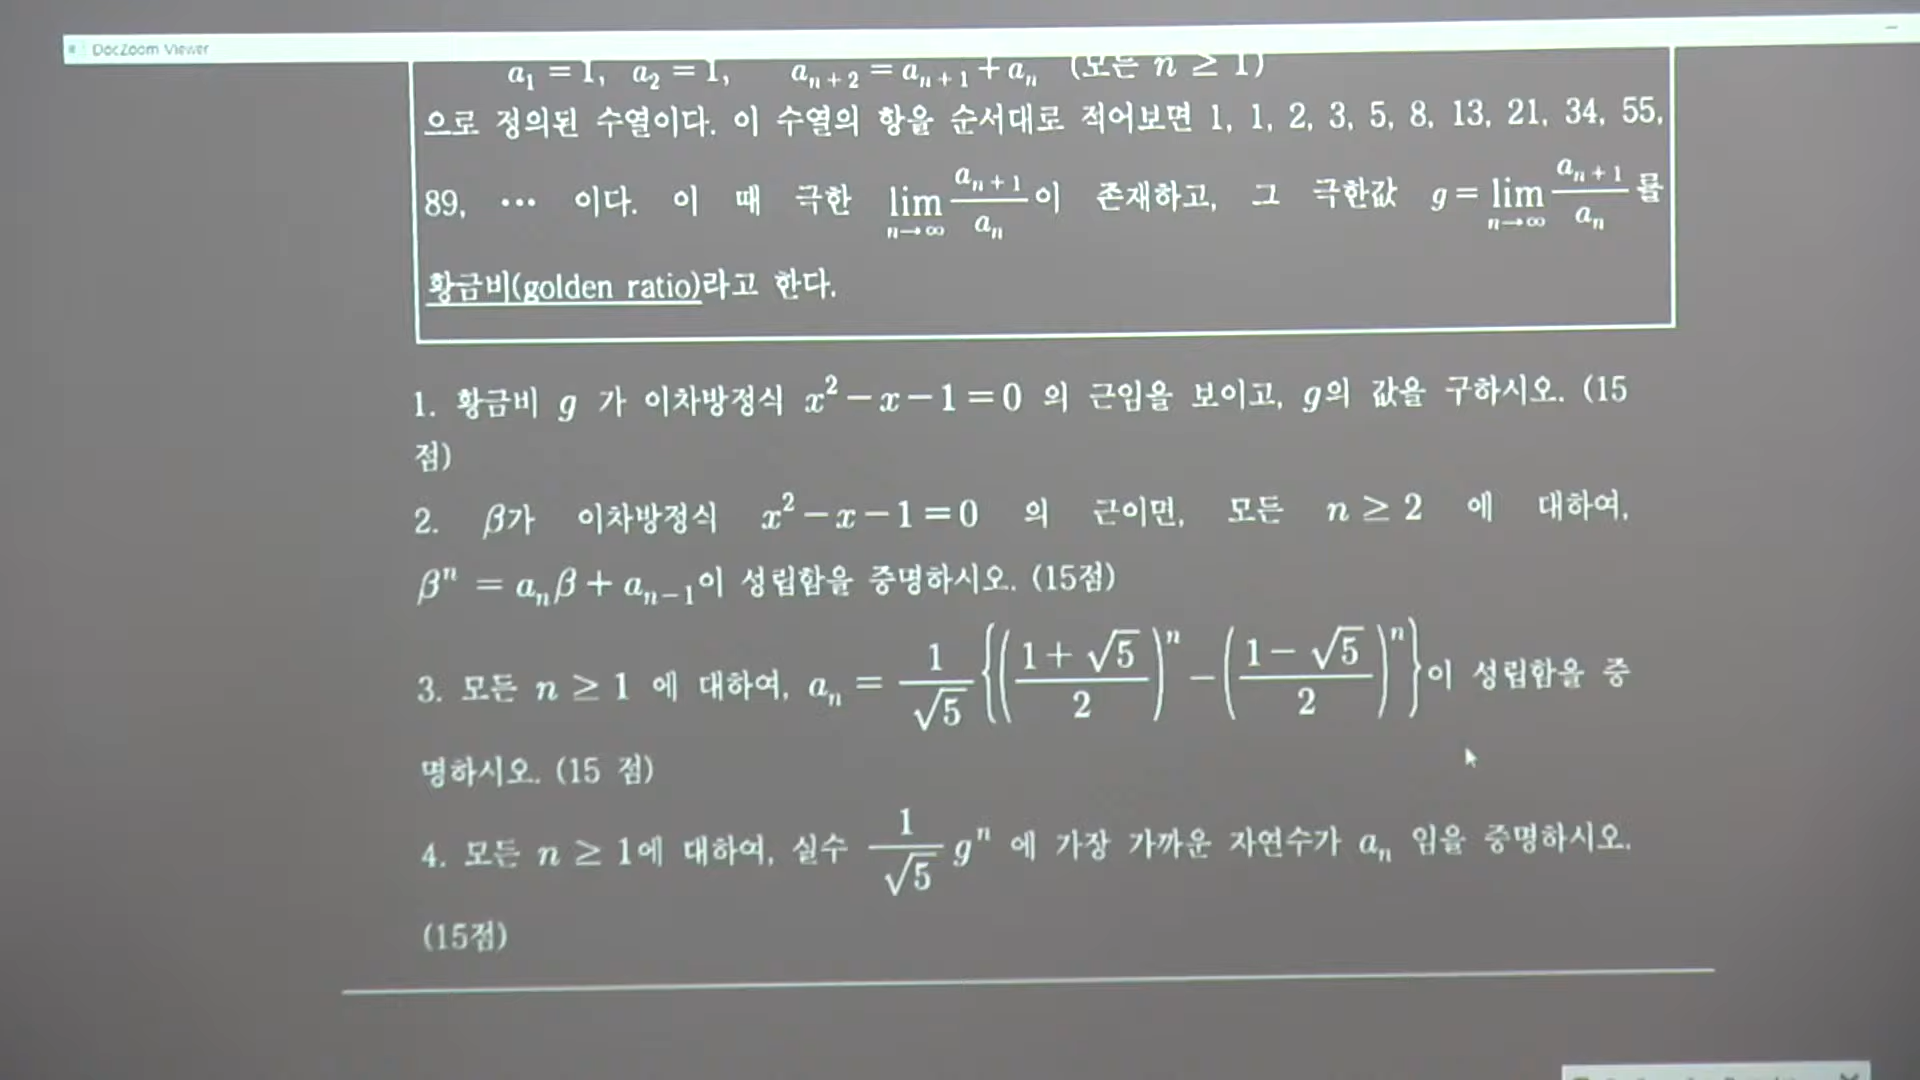 DocZoom Viewer
a₁ = 1, a₂ = 1, aₙ₊₂ = aₙ₊₁ + aₙ (모든 n ≥ 1)
으로 정의된 수열이다. 이 수열의 항을 순서대로 적어보면 1, 1, 2, 3, 5, 8, 13, 21, 34, 55,
89, ⋯ 이다. 이 때 극한 lim_{n→∞} aₙ₊₁/aₙ 이 존재하고, 그 극한값 g = lim_{n→∞} aₙ₊₁/aₙ 를
황금비(golden ratio)라고 한다.
1. 황금비 g 가 이차방정식 x² − x − 1 = 0 의 근임을 보이고, g의 값을 구하시오. (15
점)
2. β가 이차방정식 x² − x − 1 = 0 의 근이면, 모든 n ≥ 2 에 대하여,
βⁿ = aₙβ + aₙ₋₁이 성립함을 증명하시오. (15점)
3. 모든 n ≥ 1 에 대하여, aₙ = 1/√5 {((1 + √5)/2)ⁿ − ((1 − √5)/2)ⁿ}이 성립함을 증
명하시오. (15 점)
4. 모든 n ≥ 1에 대하여, 실수 1/√5 gⁿ 에 가장 가까운 자연수가 aₙ 임을 증명하시오.
(15점)